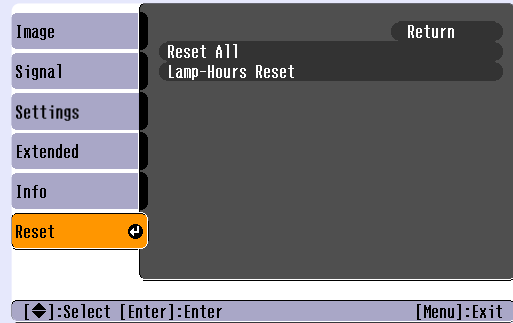 Image
Signal
Settings
Extended
Info
Reset
Return
Reset All
Lamp-Hours Reset
[◆]:Select [Enter]:Enter [Menu]:Exit